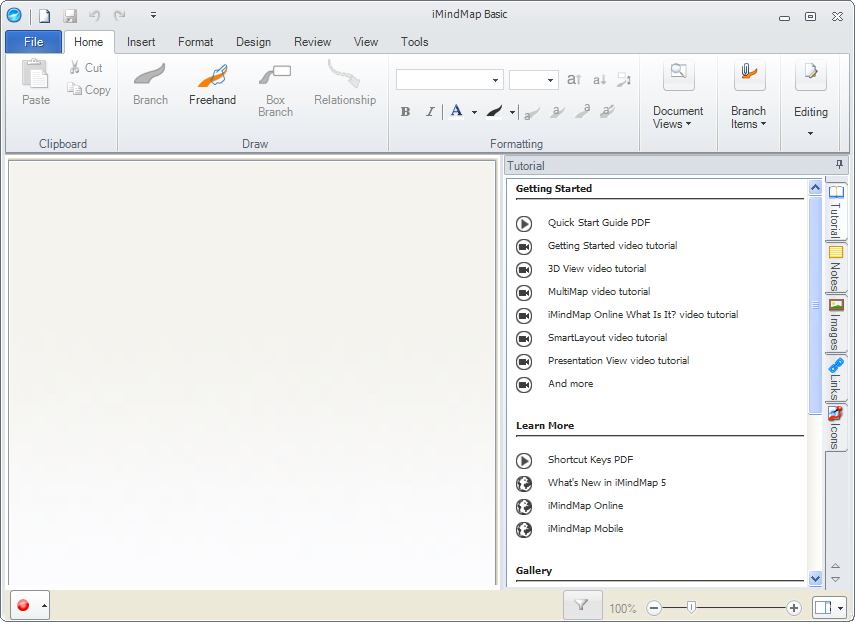 iMindMap Basic
File Home Insert Format Design Review View Tools
Paste
Cut
Copy
Clipboard
Branch
Freehand
Box
Branch
Relationship
Draw
B I A
Formatting
Document
Views
Branch
Items
Editing
Tutorial
Getting Started
Quick Start Guide PDF
Getting Started video tutorial
3D View video tutorial
MultiMap video tutorial
iMindMap Online What Is It? video tutorial
SmartLayout video tutorial
Presentation View video tutorial
And more
Learn More
Shortcut Keys PDF
What's New in iMindMap 5
iMindMap Online
iMindMap Mobile
Gallery
Tutorial
Notes
Images
Links
Icons
100%